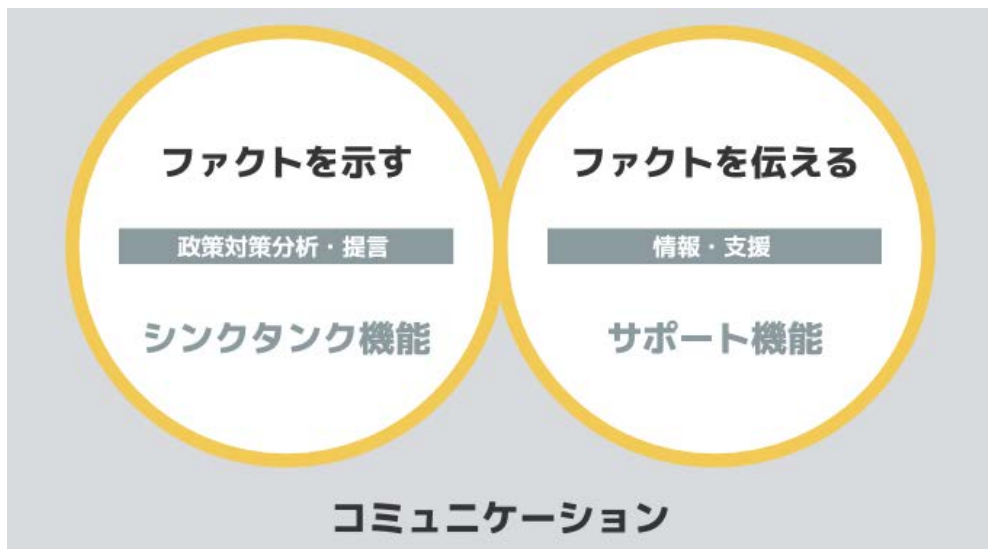 ファクトを示す
政策対策分析・提言
シンクタンク機能
ファクトを伝える
情報・支援
サポート機能
コミュニケーション